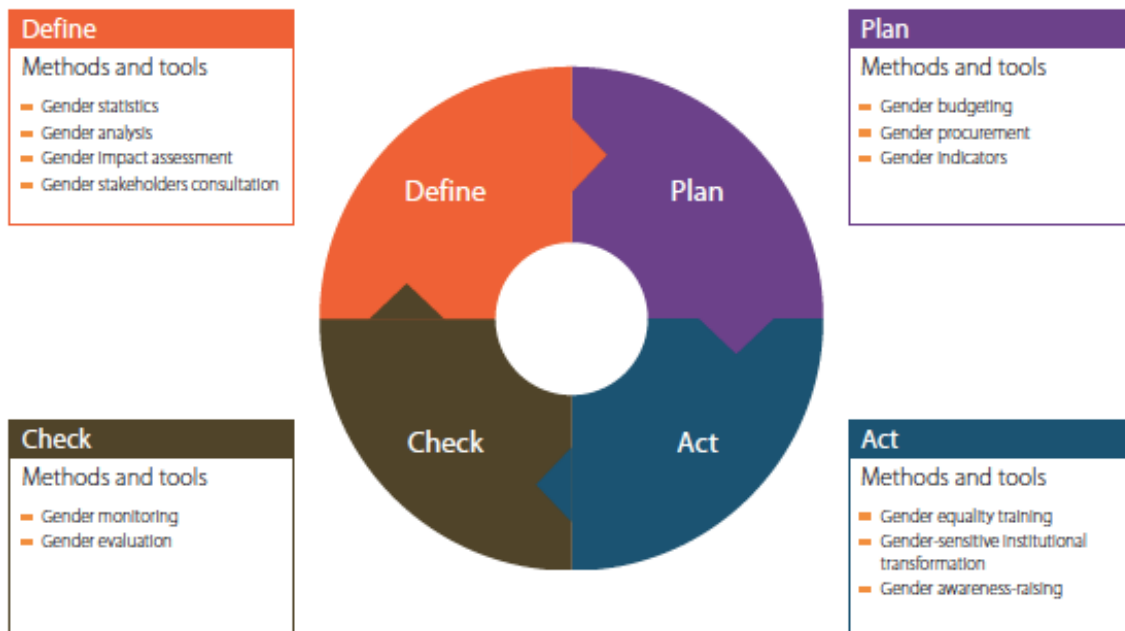 Define
Methods and tools
Gender statistics
Gender analysis
Gender impact assessment
Gender stakeholders consultation
Plan
Methods and tools
Gender budgeting
Gender procurement
Gender indicators
Define
Plan
Check
Act
Check
Methods and tools
Gender monitoring
Gender evaluation
Act
Methods and tools
Gender equality training
Gender-sensitive institutional
transformation
Gender awareness-raising